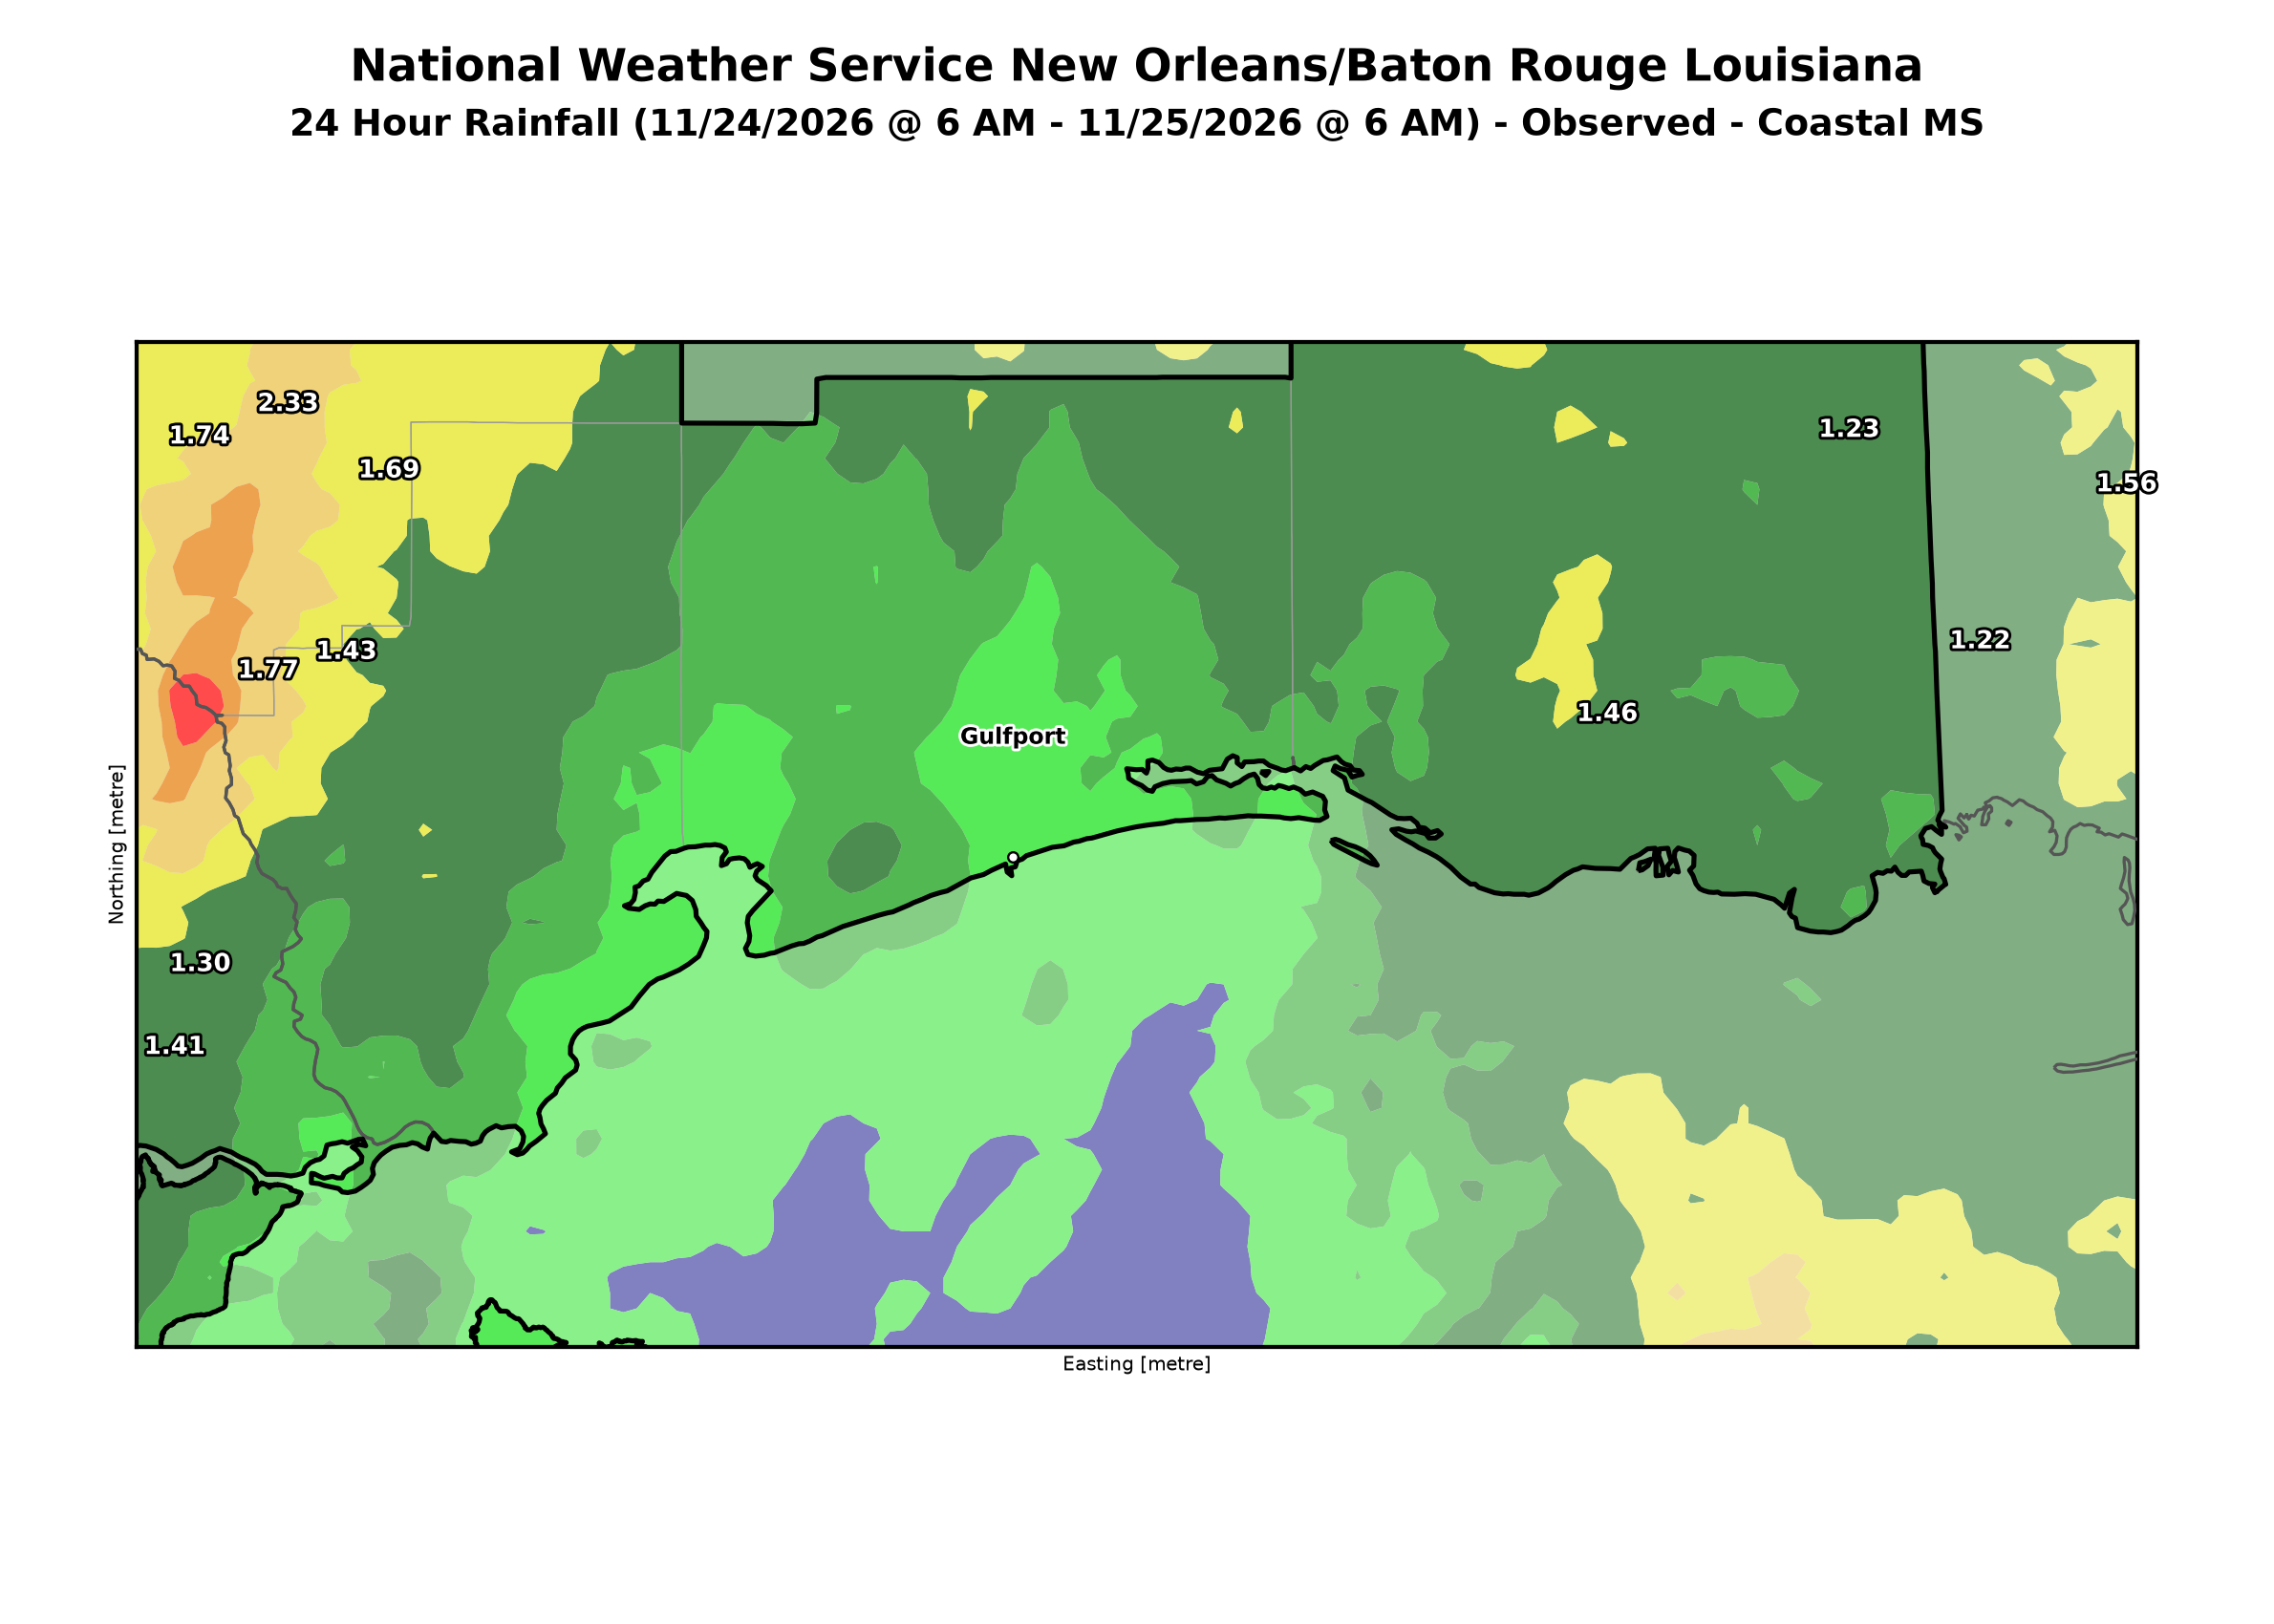 National Weather Service New Orleans/Baton Rouge Louisiana
24 Hour Rainfall (11/24/2026 @ 6 AM - 11/25/2026 @ 6 AM) - Observed - Coastal MS
2.33
1.74
1.23
1.69
1.56
1.22
1.43
1.77
1.46
Gulfport
1.30
1.41
Northing [metre]
Easting [metre]